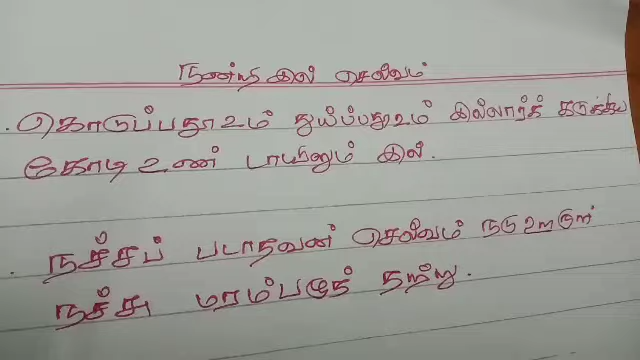 நன்றி இல் செல்வம்
கொடுப்பதூஉம் துய்ப்பதூஉம் இல்லார்க் கடுக்கிய
கோடி உண் டாயினும் இல்.
நச்சப் படாதவன் செல்வம் நடுஊருள்
நச்சு மரம்பழுத் தற்று.